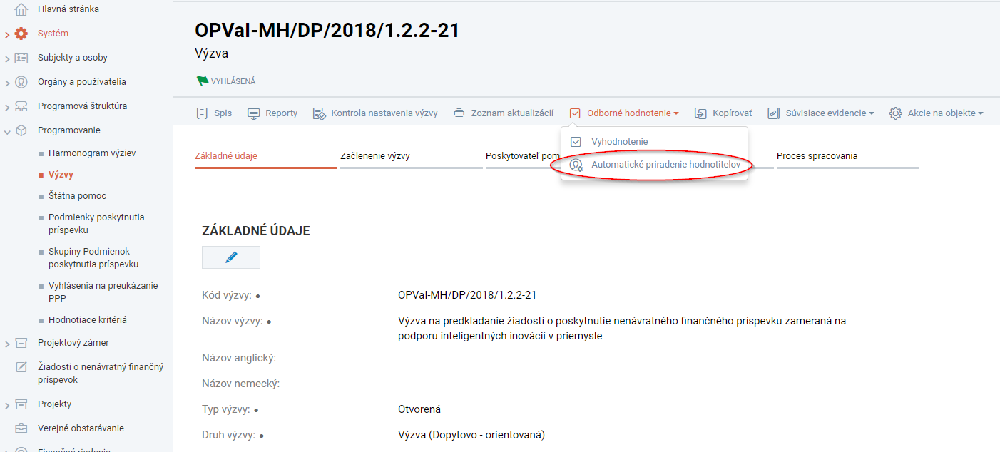 Hlavná stránka
Systém
Subjekty a osoby
Orgány a používatelia
Programová štruktúra
Programovanie
Harmonogram výziev
Výzvy
Štátna pomoc
Podmienky poskytnutia
príspevku
Skupiny Podmienok
poskytnutia príspevku
Vyhlásenia na preukázanie
PPP
Hodnotiace kritériá
Projektový zámer
Žiadosti o nenávratný finančný
príspevok
Projekty
Verejné obstarávanie
Finančné riadenie
OPVaI-MH/DP/2018/1.2.2-21
Výzva
VYHLÁSENÁ
Spis Reporty Kontrola nastavenia výzvy Zoznam aktualizácií Odborné hodnotenie Kopírovať Súvisiace evidencie Akcie na objekte
Vyhodnotenie
Automatické priradenie hodnotiteľov
Základné údaje Začlenenie výzvy Poskytovateľ Proces spracovania
ZÁKLADNÉ ÚDAJE
Kód výzvy: OPVaI-MH/DP/2018/1.2.2-21
Názov výzvy: Výzva na predkladanie žiadostí o poskytnutie nenávratného finančného príspevku zameraná na
podporu inteligentných inovácií v priemysle
Názov anglický:
Názov nemecký:
Typ výzvy: Otvorená
Druh výzvy: Výzva (Dopytovo - orientovaná)